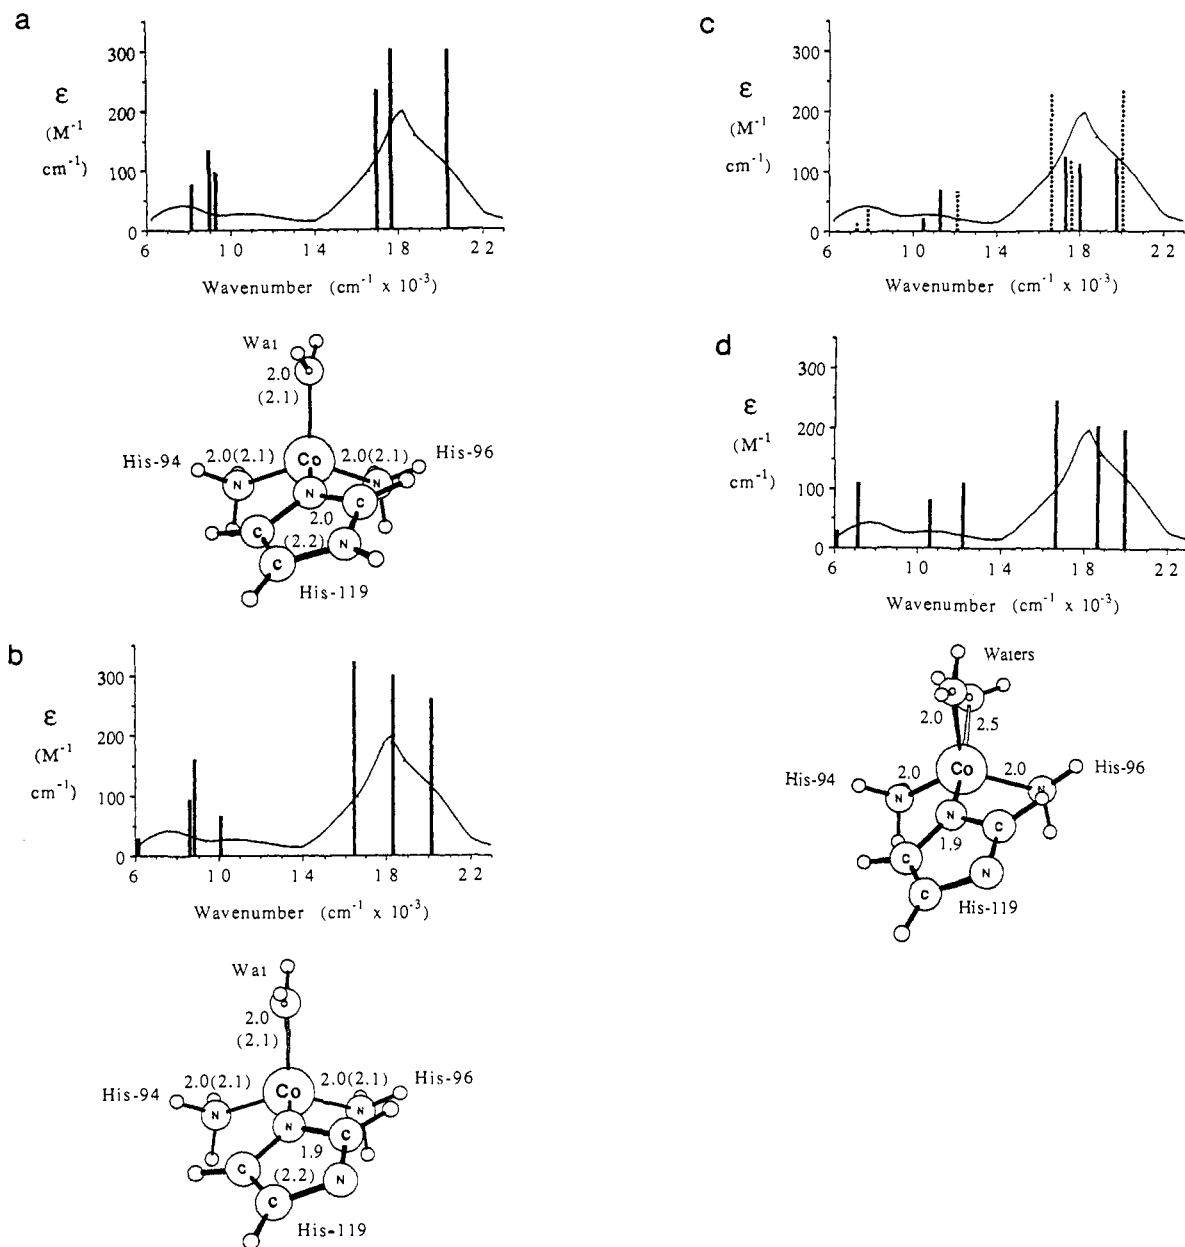 a
300
200
100
0
ε
(M⁻¹
cm⁻¹)
6 10 14 18 22
Wavenumber (cm⁻¹ x 10⁻³)
Wat
2.0
(2.1)
His-94 2.0(2.1) Co 2.0(2.1) His-96
N N N C
C 2.0
(2.2) N
C
His-119
b
300
200
100
0
ε
(M⁻¹
cm⁻¹)
6 10 14 18 22
Wavenumber (cm⁻¹ x 10⁻³)
Wat
2.0
(2.1)
His-94 2.0(2.1) Co 2.0(2.1) His-96
N N N
C
1.9
C (2.2) N
C
His-119
c
300
200
100
0
ε
(M⁻¹
cm⁻¹)
6 10 14 18 22
Wavenumber (cm⁻¹ x 10⁻³)
d
300
200
100
0
ε
(M⁻¹
cm⁻¹)
6 10 14 18 22
Wavenumber (cm⁻¹ x 10⁻³)
Waters
O O
2.0 2.5
His-94 2.0 Co 2.0 His-96
N N N
C
1.9
C N
C
His-119